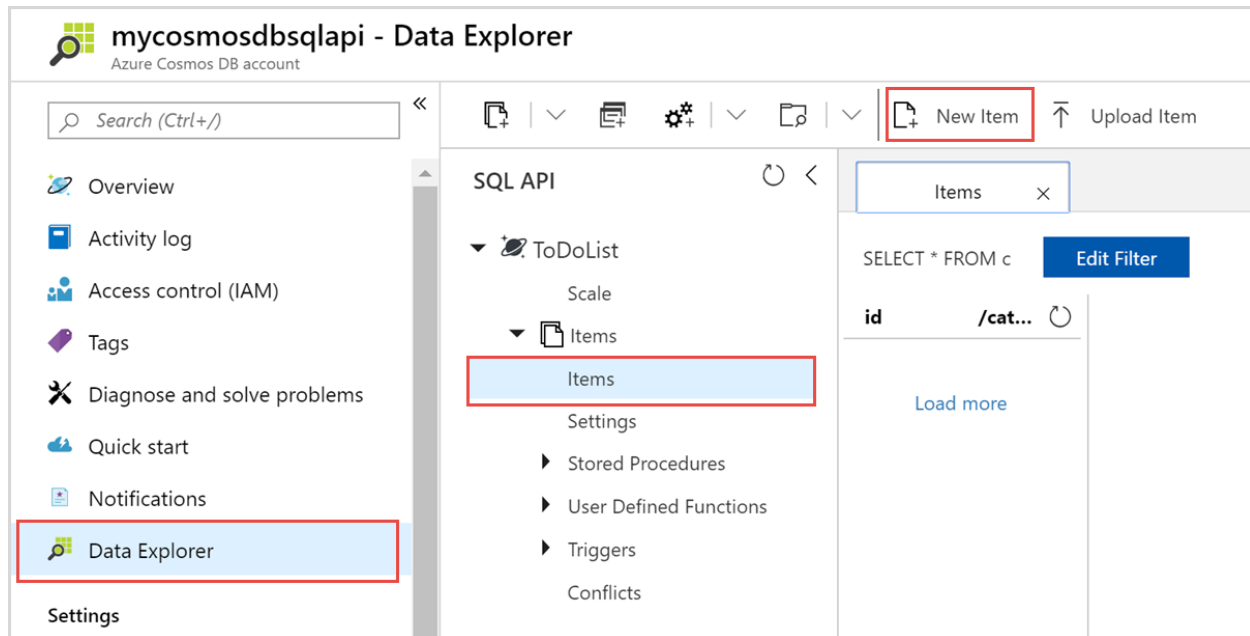 mycosmosdbsqlapi - Data Explorer
Azure Cosmos DB account
Search (Ctrl+/)
«
Overview
Activity log
Access control (IAM)
Tags
Diagnose and solve problems
Quick start
Notifications
Data Explorer
Settings
New Item
Upload Item
SQL API
ToDoList
Scale
Items
Items
Settings
Stored Procedures
User Defined Functions
Triggers
Conflicts
Items
SELECT * FROM c
Edit Filter
id /cat...
Load more